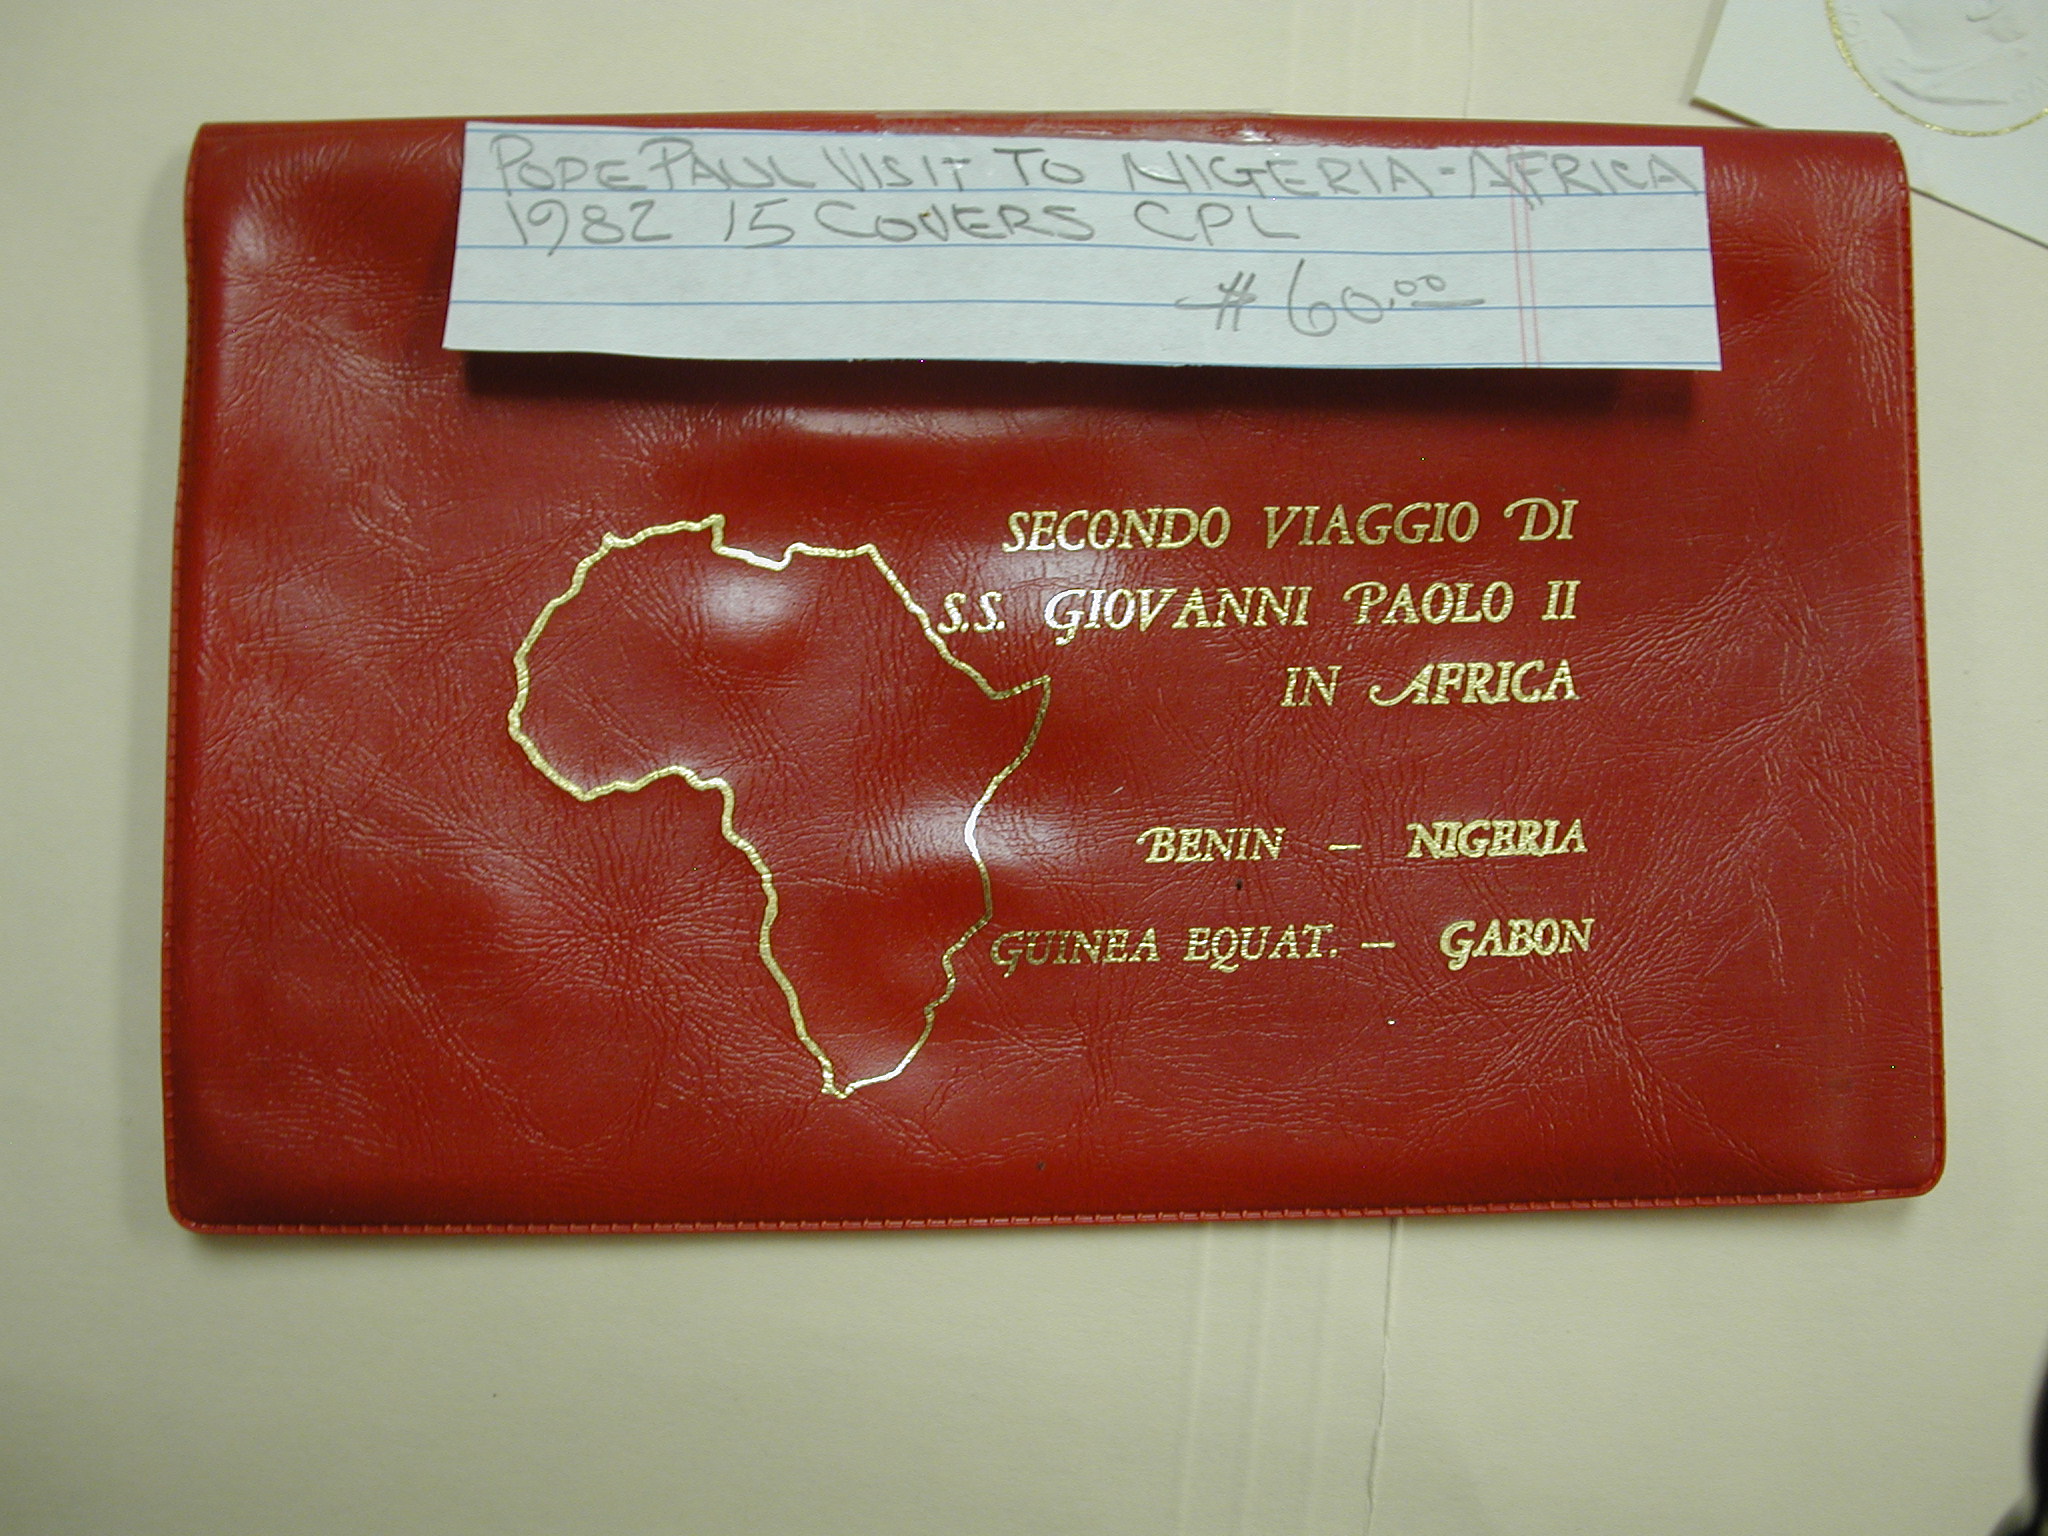 POPE PAUL VISIT TO NIGERIA-AFRICA
1982 15 COVERS CPL
# 60.00
SECONDO VIAGGIO DI
S.S. GIOVANNI PAOLO II
IN AFRICA
BENIN — NIGERIA
GUINEA EQUAT. — GABON